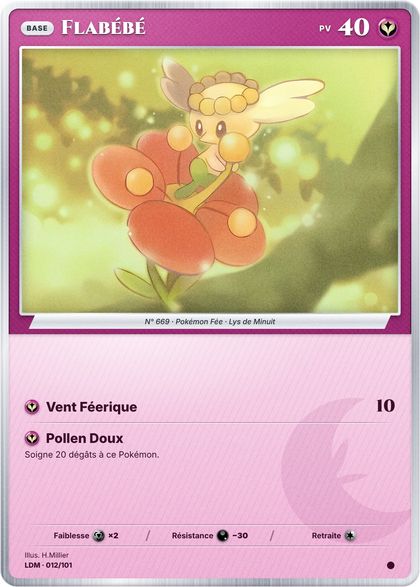 BASE Flabébé PV 40
N° 669 · Pokémon Fée · Lys de Minuit
Vent Féerique 10
Pollen Doux
Soigne 20 dégâts à ce Pokémon.
Faiblesse ×2 / Résistance −30 / Retraite
Illus. H.Millier
LDM · 012/101